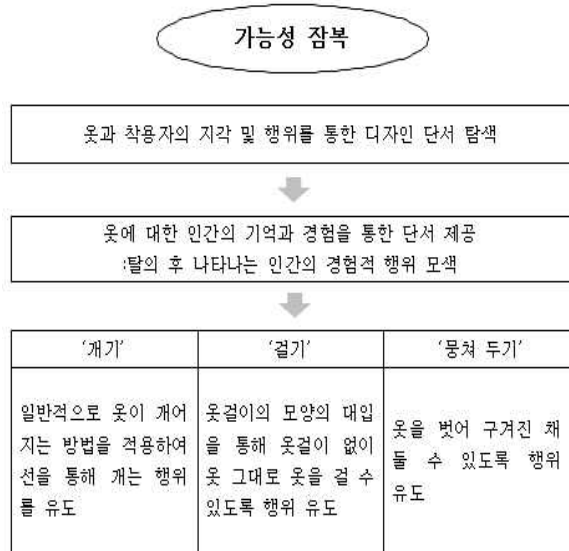 가능성 잠복
옷과 착용자의 지각 및 행위를 통한 디자인 단서 탐색
옷에 대한 인간의 기억과 경험을 통한 단서 제공
:탈의 후 나타나는 인간의 경험적 행위 모색
‘개기’
‘걸기’
‘뭉쳐 두기’
일반적으로 옷이 개어
지는 방법을 적용하여
선을 통해 개는 행위
를 유도
옷걸이의 모양의 대입
을 통해 옷걸이 없이
옷 그대로 옷을 걸 수
있도록 행위 유도
옷을 벗어 구겨진 채
둘 수 있도록 행위
유도